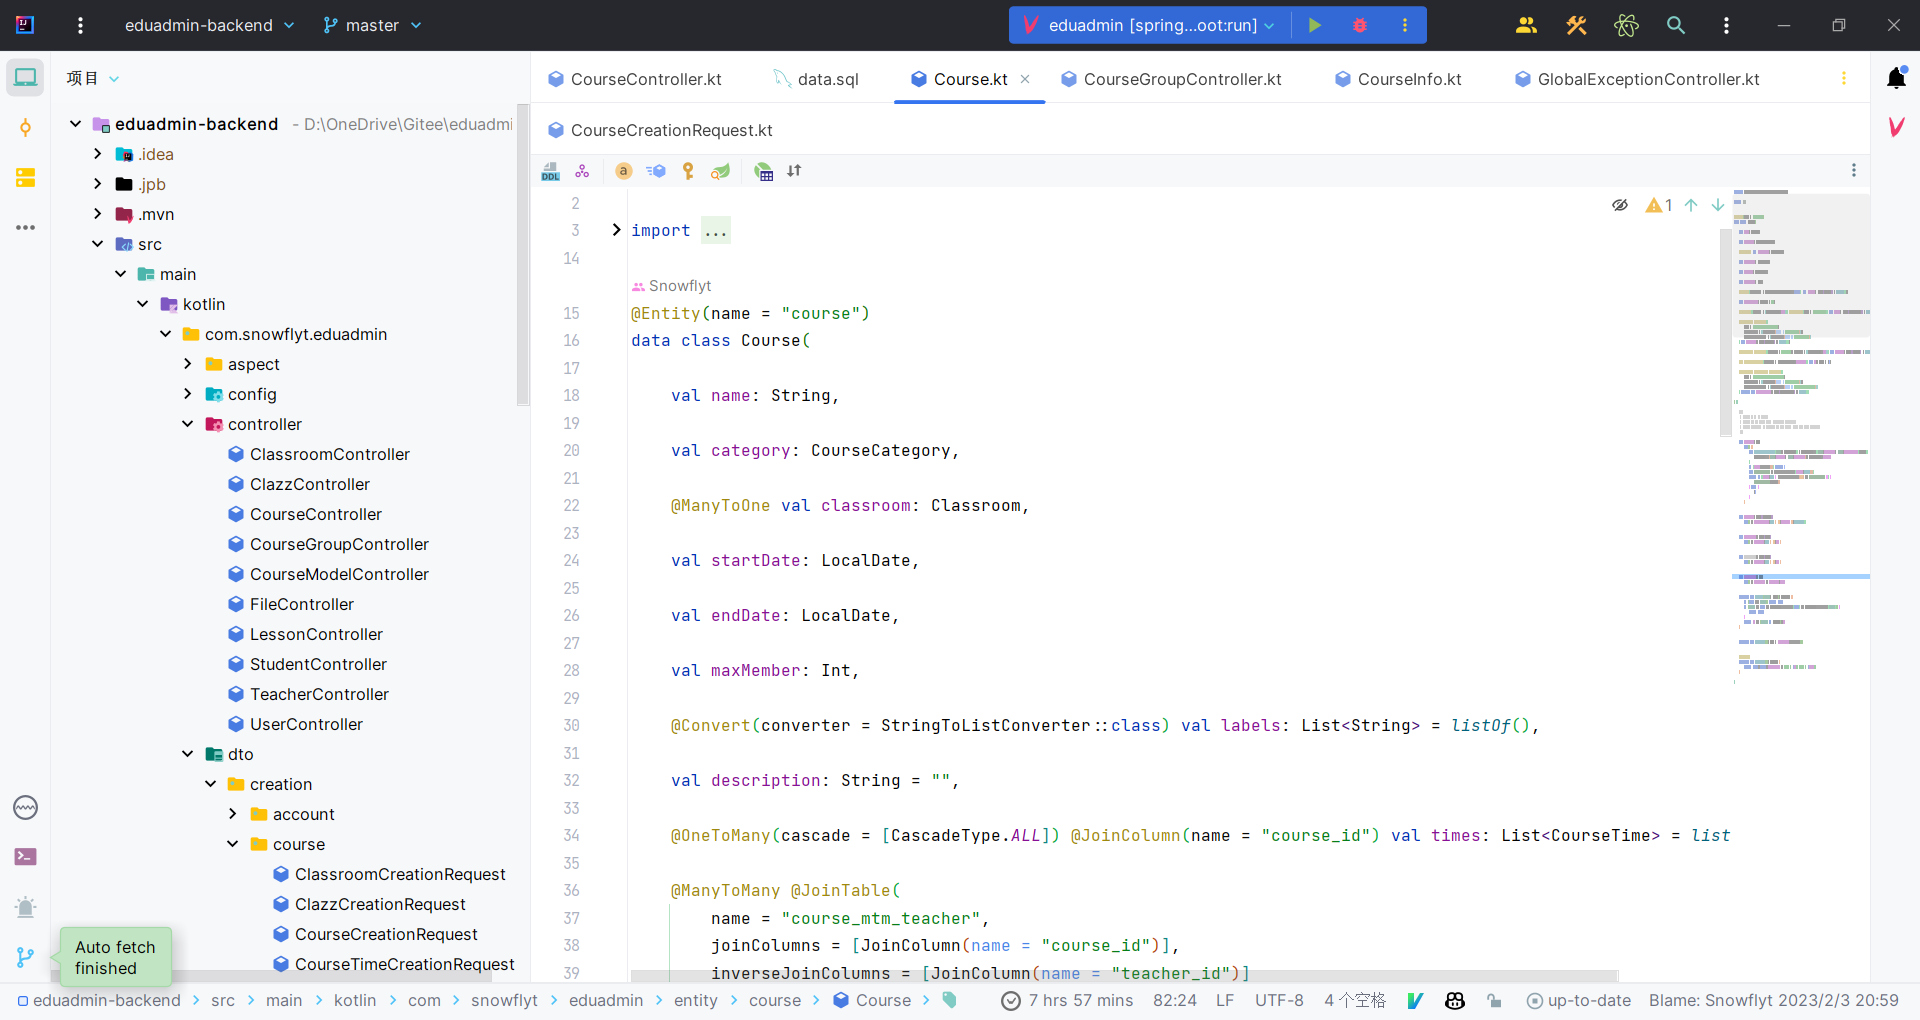 eduadmin-backend
master
eduadmin [spring...oot:run]
项目
CourseController.kt
data.sql
Course.kt
CourseGroupController.kt
CourseInfo.kt
GlobalExceptionController.kt
CourseCreationRequest.kt
eduadmin-backend - D:\OneDrive\Gitee\eduadmi
.idea
.jpb
.mvn
src
main
kotlin
com.snowflyt.eduadmin
aspect
config
controller
ClassroomController
ClazzController
CourseController
CourseGroupController
CourseModelController
FileController
LessonController
StudentController
TeacherController
UserController
dto
creation
account
course
ClassroomCreationRequest
ClazzCreationRequest
CourseCreationRequest
CourseTimeCreationRequest
Auto fetch
finished
DDL
a
1
2
3 import ...
14
Snowflyt
15 @Entity(name = "course")
16 data class Course(
17
18 val name: String,
19
20 val category: CourseCategory,
21
22 @ManyToOne val classroom: Classroom,
23
24 val startDate: LocalDate,
25
26 val endDate: LocalDate,
27
28 val maxMember: Int,
29
30 @Convert(converter = StringToListConverter::class) val labels: List<String> = listOf(),
31
32 val description: String = "",
33
34 @OneToMany(cascade = [CascadeType.ALL]) @JoinColumn(name = "course_id") val times: List<CourseTime> = list
35
36 @ManyToMany @JoinTable(
37 name = "course_mtm_teacher",
38 joinColumns = [JoinColumn(name = "course_id")],
39 inverseJoinColumns = [JoinColumn(name = "teacher_id")]
eduadmin-backend > src > main > kotlin > com > snowflyt > eduadmin > entity > course > Course >
7 hrs 57 mins
82:24
LF
UTF-8
4 个空格
up-to-date
Blame: Snowflyt 2023/2/3 20:59